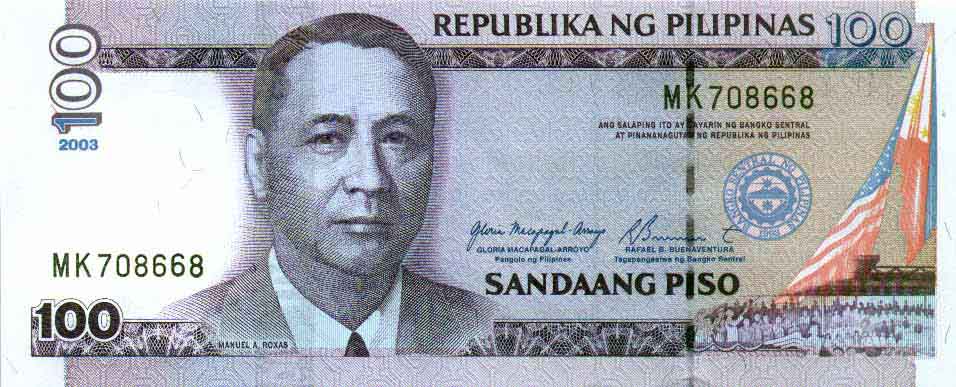 REPUBLIKA NG PILIPINAS 100
100
2003
MK708668
ANG SALAPING ITO AY BAYARIN NG BANGKO SENTRAL
AT PINANANAGUTAN NG REPUBLIKA NG PILIPINAS
BANGKO SENTRAL NG PILIPINAS
1993
Gloria Macapagal-Arroyo
GLORIA MACAPAGAL-ARROYO
Pangulo ng Pilipinas
RAFAEL B. BUENAVENTURA
Tagapangasiwa ng Bangko Sentral
MK708668
SANDAANG PISO
100
MANUEL A. ROXAS